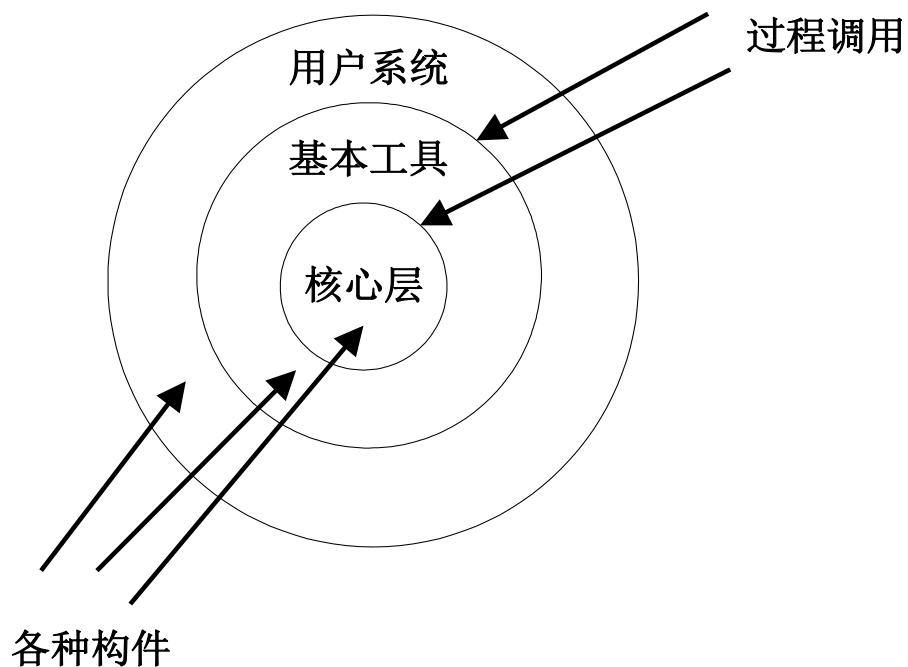 过程调用
用户系统
基本工具
核心层
各种构件